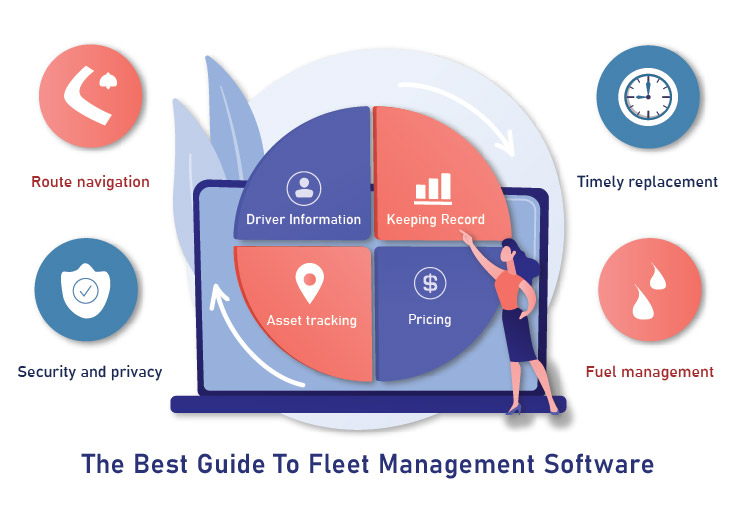 Route navigation
Timely replacement
Driver Information
Keeping Record
Asset tracking
$
Pricing
Security and privacy
Fuel management
The Best Guide To Fleet Management Software